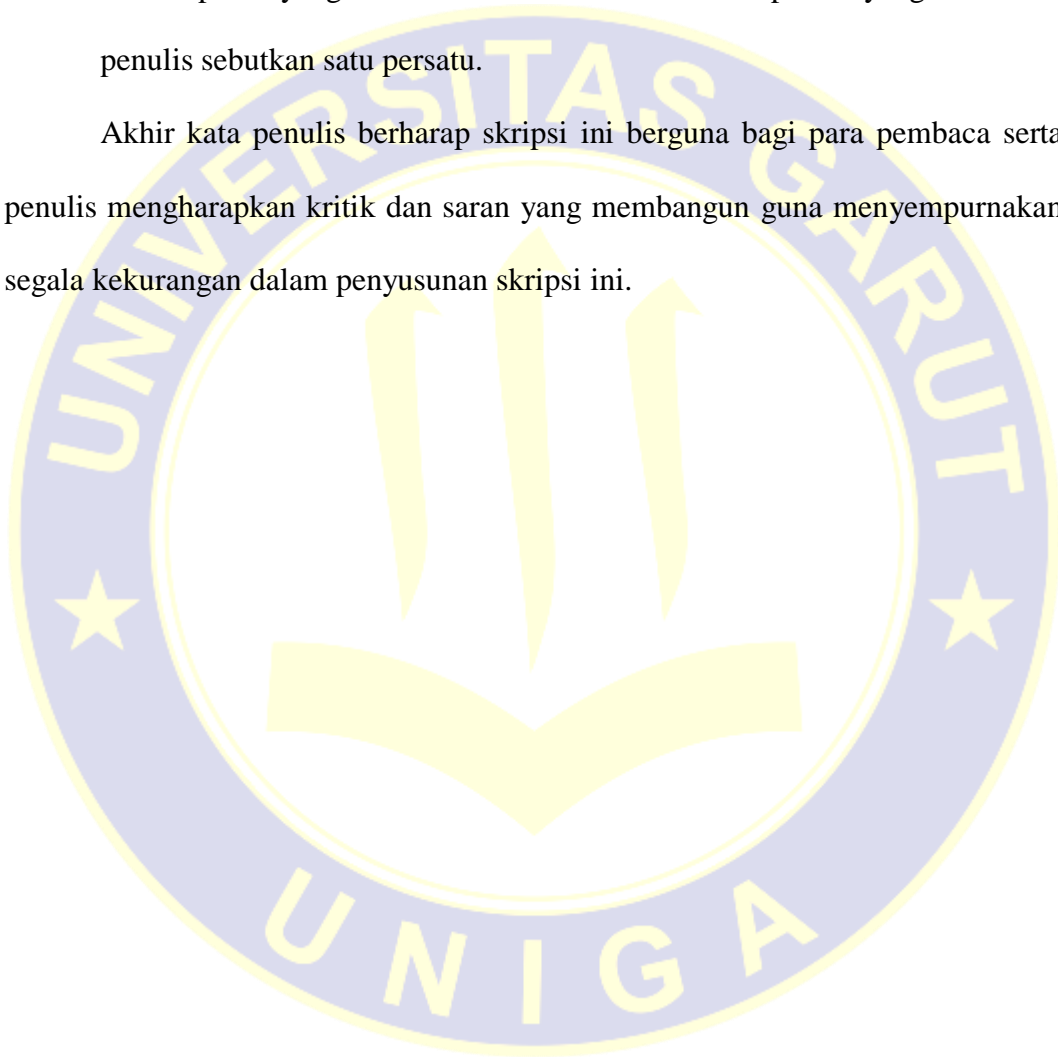 penulis sebutkan satu persatu.
Akhir kata penulis berharap skripsi ini berguna bagi para pembaca serta
penulis mengharapkan kritik dan saran yang membangun guna menyempurnakan
segala kekurangan dalam penyusunan skripsi ini.
UNIVERSITAS GARUT
UNIGA